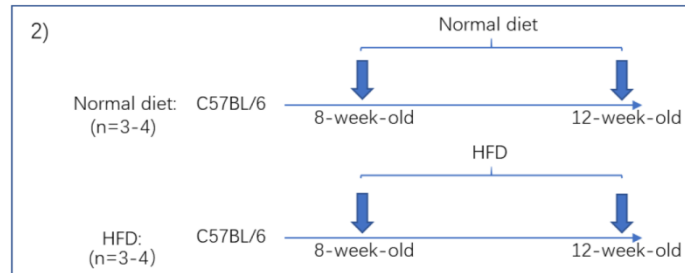 2)
Normal diet
Normal diet: C57BL/6
(n=3-4)
8-week-old 12-week-old
HFD
HFD: C57BL/6
(n=3-4)
8-week-old 12-week-old